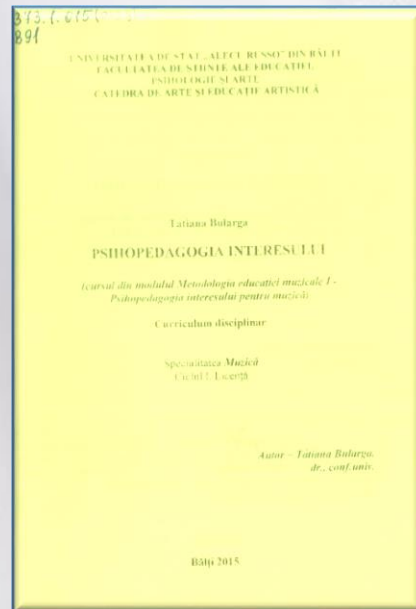 373.1.015(
B91
UNIVERSITATEA DE STAT „ALECU RUSSO” DIN BĂLȚI
FACULTATEA DE ȘTIINȚE ALE EDUCAȚIEI,
PSIHOLOGIE ȘI ARTE
CATEDRA DE ARTE ȘI EDUCAȚIE ARTISTICĂ
Tatiana Bularga
PSIHOPEDAGOGIA INTERESULUI
(cursul din modulul Metodologia educației muzicale I -
Psihopedagogia interesului pentru muzică)
Curriculum disciplinar
Specialitatea Muzică
Ciclul I, Licență
Autor – Tatiana Bularga,
dr., conf.univ.
Bălți 2015